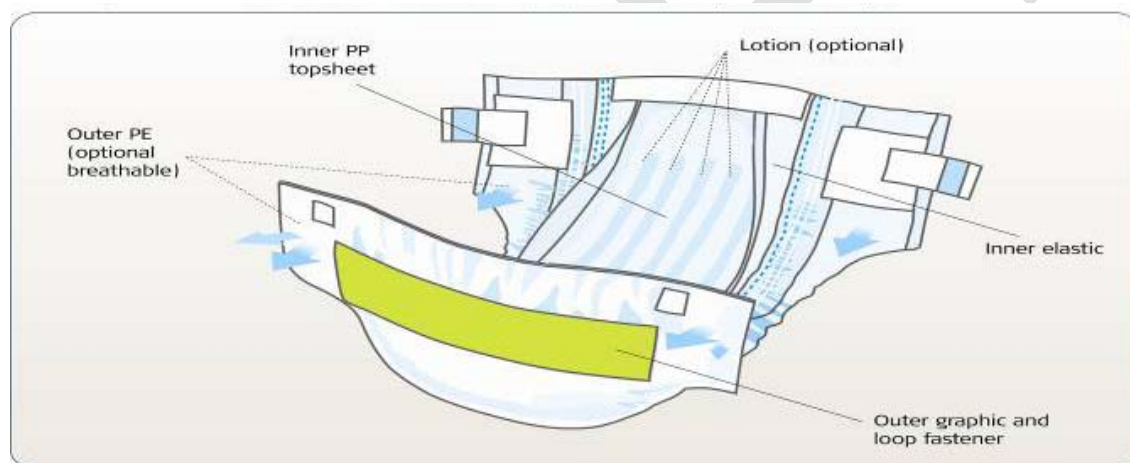 Inner PP
topsheet
Lotion (optional)
Outer PE
(optional
breathable)
Inner elastic
Outer graphic and
loop fastener